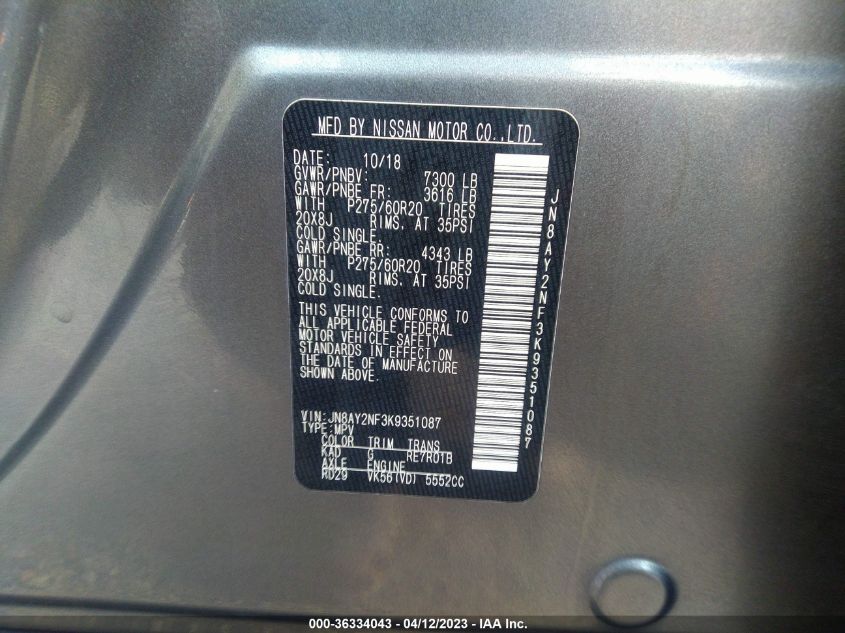 MFD BY NISSAN MOTOR CO.,LTD.
DATE: 10/18
GVWR/PNBV: 7300 LB
GAWR/PNBE FR: 3616 LB
WITH P275/60R20 TIRES
20X8J RIMS. AT 35PSI
COLD SINGLE.
GAWR/PNBE RR: 4343 LB
WITH P275/60R20 TIRES
20X8J RIMS. AT 35PSI
COLD SINGLE.
THIS VEHICLE CONFORMS TO
ALL APPLICABLE FEDERAL
MOTOR VEHICLE SAFETY
STANDARDS IN EFFECT ON
THE DATE OF MANUFACTURE
SHOWN ABOVE.
VIN:JN8AY2NF3K9351087
TYPE:MPV
COLOR TRIM TRANS
KAD G RE7R01B
AXLE ENGINE
RD29 VK56(VD) 5552CC
JN8AY2NF3K9351087
000-36334043 - 04/12/2023 - IAA Inc.